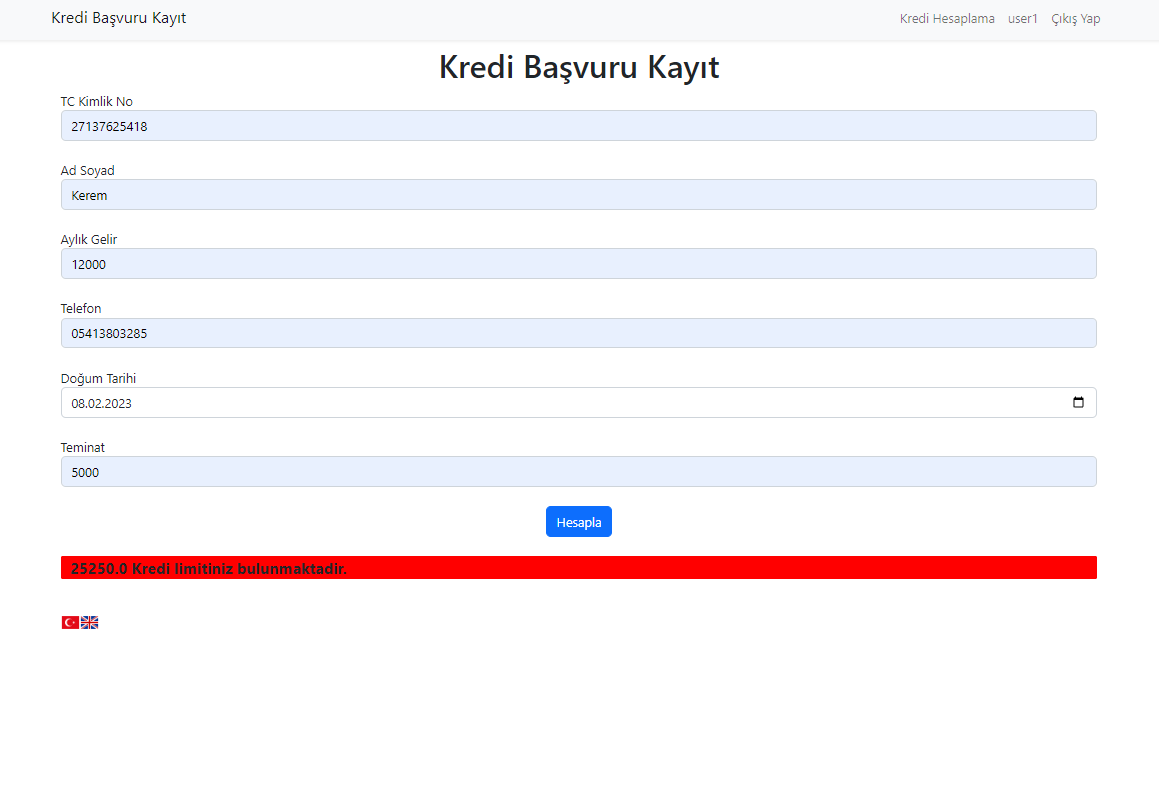 Kredi Başvuru Kayıt
Kredi Hesaplama user1 Çıkış Yap
Kredi Başvuru Kayıt
TC Kimlik No
27137625418
Ad Soyad
Kerem
Aylık Gelir
12000
Telefon
05413803285
Doğum Tarihi
08.02.2023
Teminat
5000
Hesapla
25250.0 Kredi limitiniz bulunmaktadir.